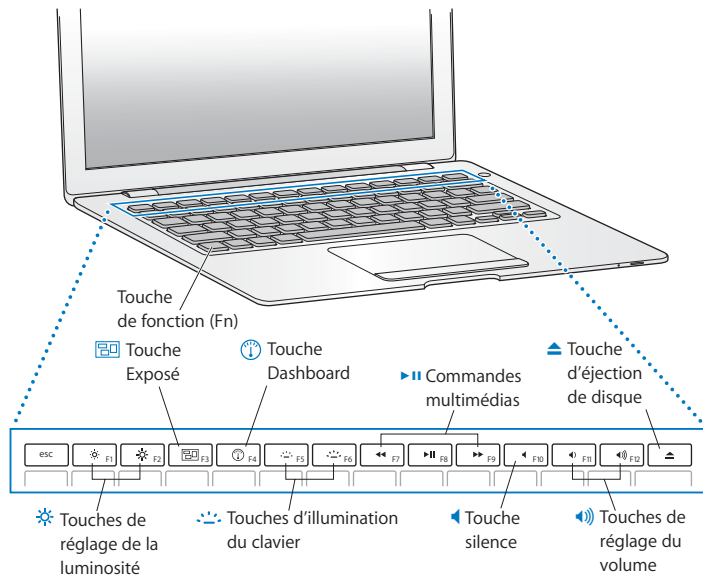 Touche
de fonction (Fn)
Touche
Exposé
Touche
Dashboard
Commandes
multimédias
Touche
d'éjection
de disque
esc F1 F2 F3 F4 F5 F6 F7 F8 F9 F10 F11 F12
Touches de
réglage de la
luminosité
Touches d'illumination
du clavier
Touche
silence
Touches de
réglage du
volume